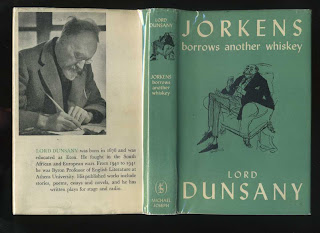 LORD DUNSANY was born in 1878 and was
educated at Eton. He fought in the South
African and European wars. From 1940 to 1941
he was Byron Professor of English Literature at
Athens University. His published works include
stories, poems, essays and novels, and he has
written plays for stage and radio.
LORD
DUNSANY
JORKENS
borrows another
whiskey
MICHAEL
JOSEPH
JORKENS
borrows another whiskey
LORD
DUNSANY